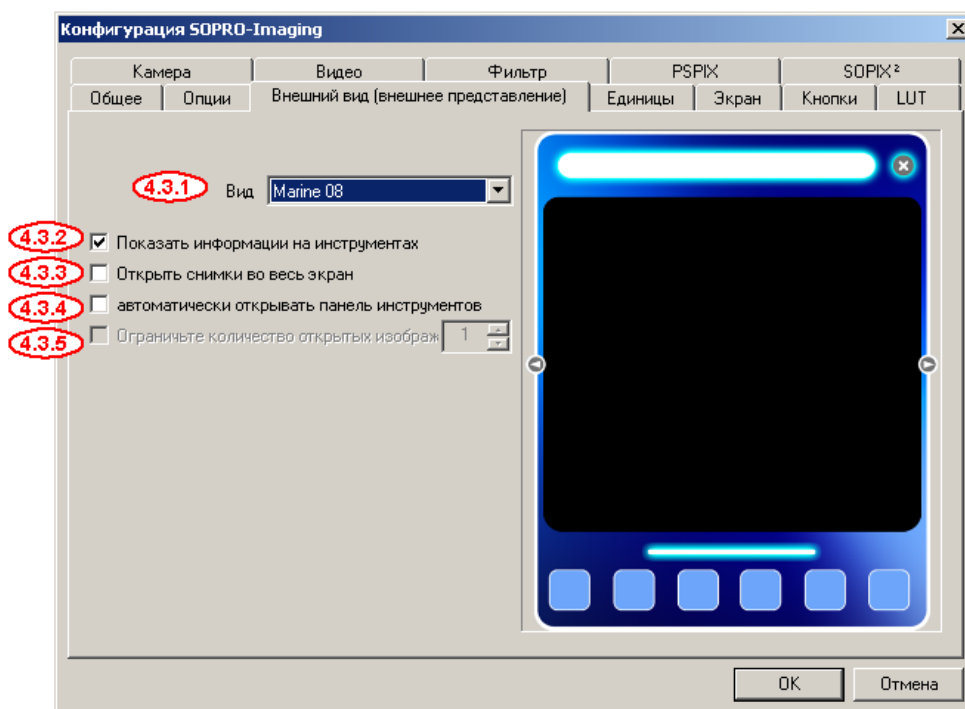 Конфигурация SOPRO-Imaging
Камера Видео Фильтр PSPIX SOPIX²
Общее Опции Внешний вид (внешнее представление) Единицы Экран Кнопки LUT
4.3.1 Вид Marine 08
4.3.2 Показать информации на инструментах
4.3.3 Открыть снимки во весь экран
4.3.4 автоматически открывать панель инструментов
4.3.5 Ограничьте количество открытых изображ 1
OK Отмена